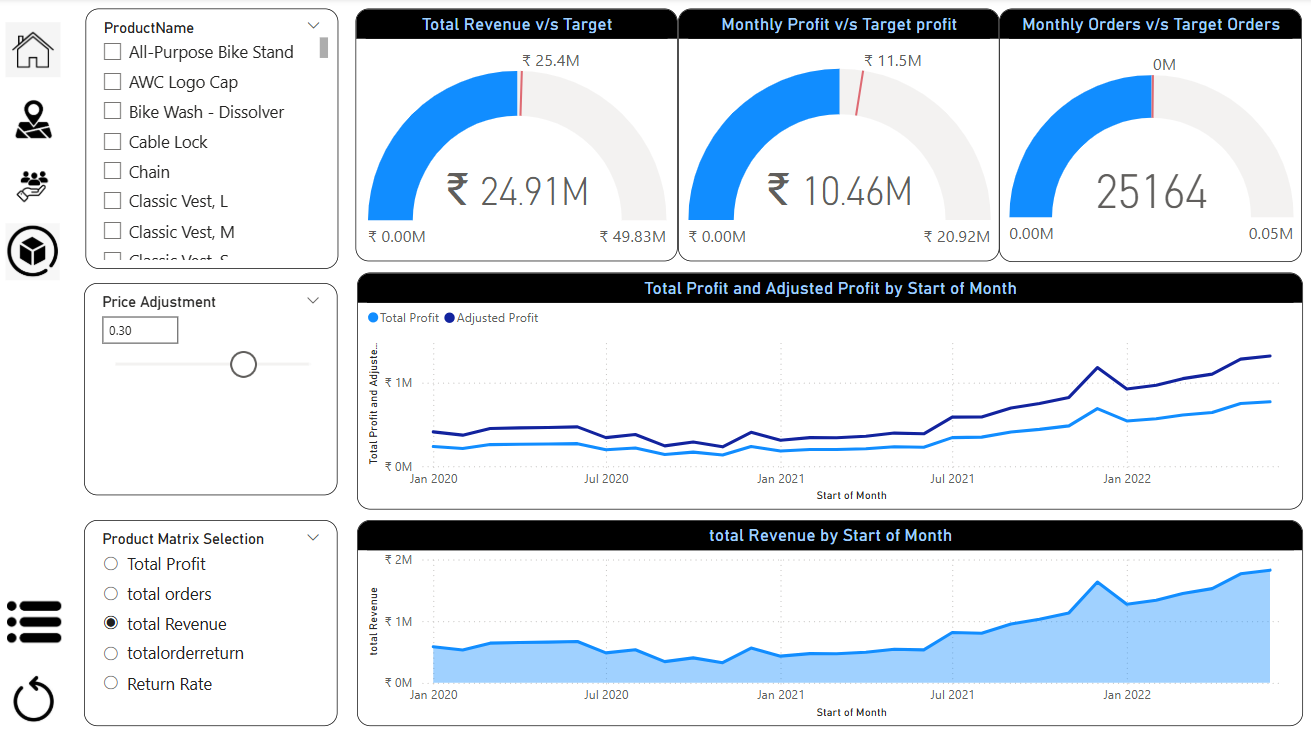 ProductName
All-Purpose Bike Stand
AWC Logo Cap
Bike Wash - Dissolver
Cable Lock
Chain
Classic Vest, L
Classic Vest, M
Classic Vest, S
Price Adjustment
0.30
Product Matrix Selection
Total Profit
total orders
total Revenue
totalorderreturn
Return Rate
Total Revenue v/s Target
₹ 25.4M
₹ 24.91M
₹ 0.00M ₹ 49.83M
Monthly Profit v/s Target profit
₹ 11.5M
₹ 10.46M
₹ 0.00M ₹ 20.92M
Monthly Orders v/s Target Orders
0M
25164
0.00M 0.05M
Total Profit and Adjusted Profit by Start of Month
Total Profit Adjusted Profit
Total Profit and Adjuste...
₹ 1M
₹ 0M
Jan 2020 Jul 2020 Jan 2021 Jul 2021 Jan 2022
Start of Month
total Revenue by Start of Month
total Revenue
₹ 2M
₹ 1M
₹ 0M
Jan 2020 Jul 2020 Jan 2021 Jul 2021 Jan 2022
Start of Month